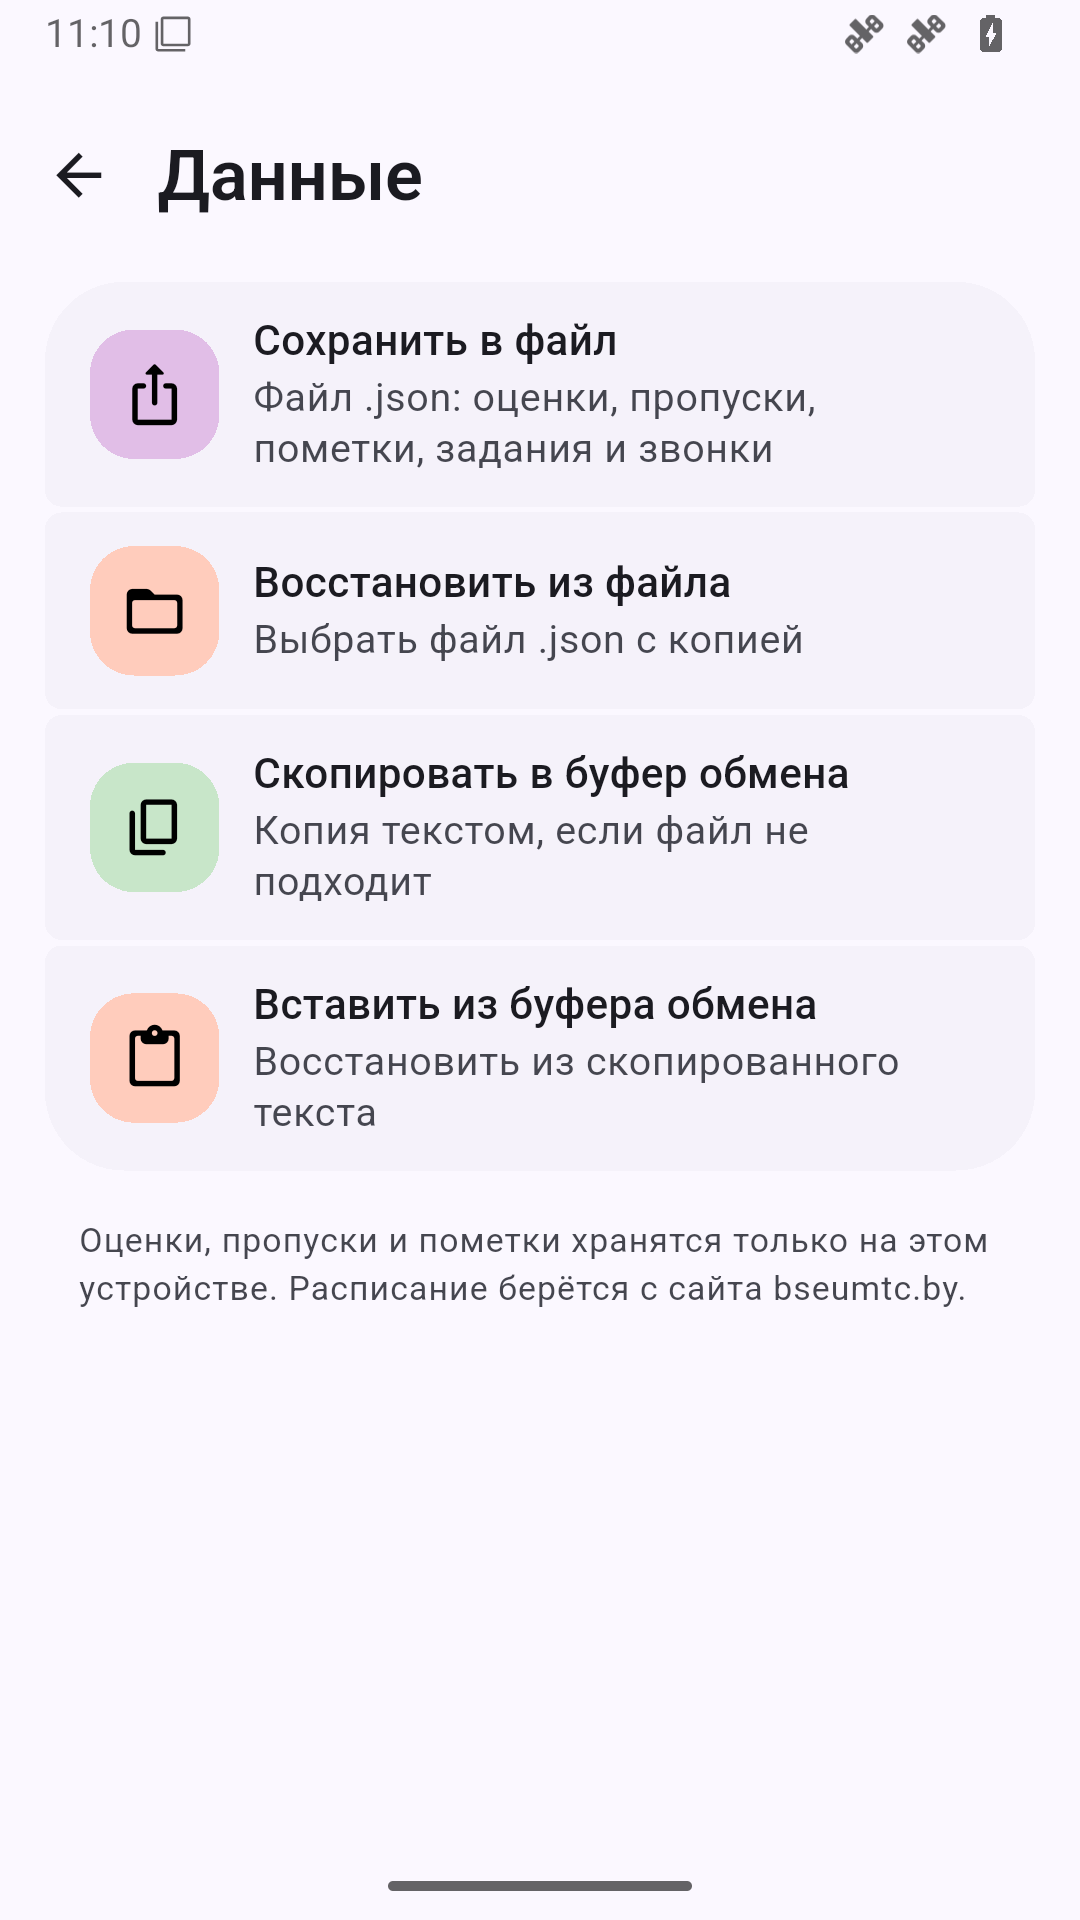 11:10
Данные
Сохранить в файл
Файл .json: оценки, пропуски,
пометки, задания и звонки
Восстановить из файла
Выбрать файл .json с копией
Скопировать в буфер обмена
Копия текстом, если файл не
подходит
Вставить из буфера обмена
Восстановить из скопированного
текста
Оценки, пропуски и пометки хранятся только на этом
устройстве. Расписание берётся с сайта bseumtc.by.